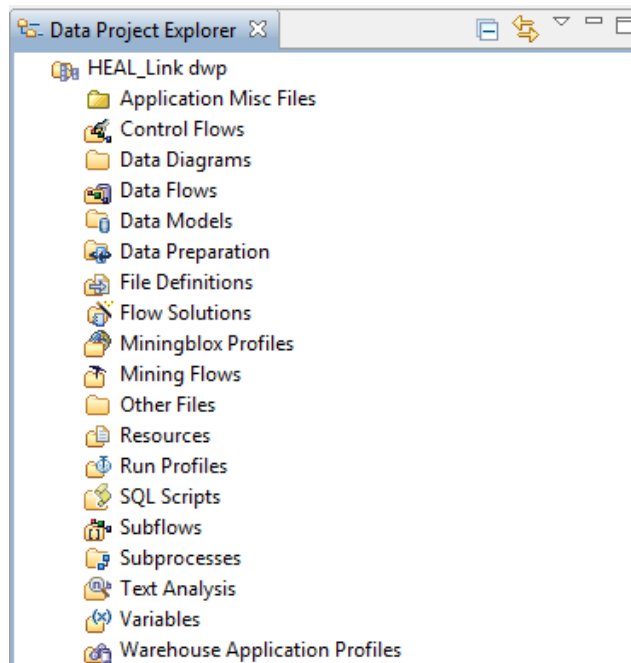 Data Project Explorer
HEAL_Link dwp
Application Misc Files
Control Flows
Data Diagrams
Data Flows
Data Models
Data Preparation
File Definitions
Flow Solutions
Miningblox Profiles
Mining Flows
Other Files
Resources
Run Profiles
SQL Scripts
Subflows
Subprocesses
Text Analysis
Variables
Warehouse Application Profiles